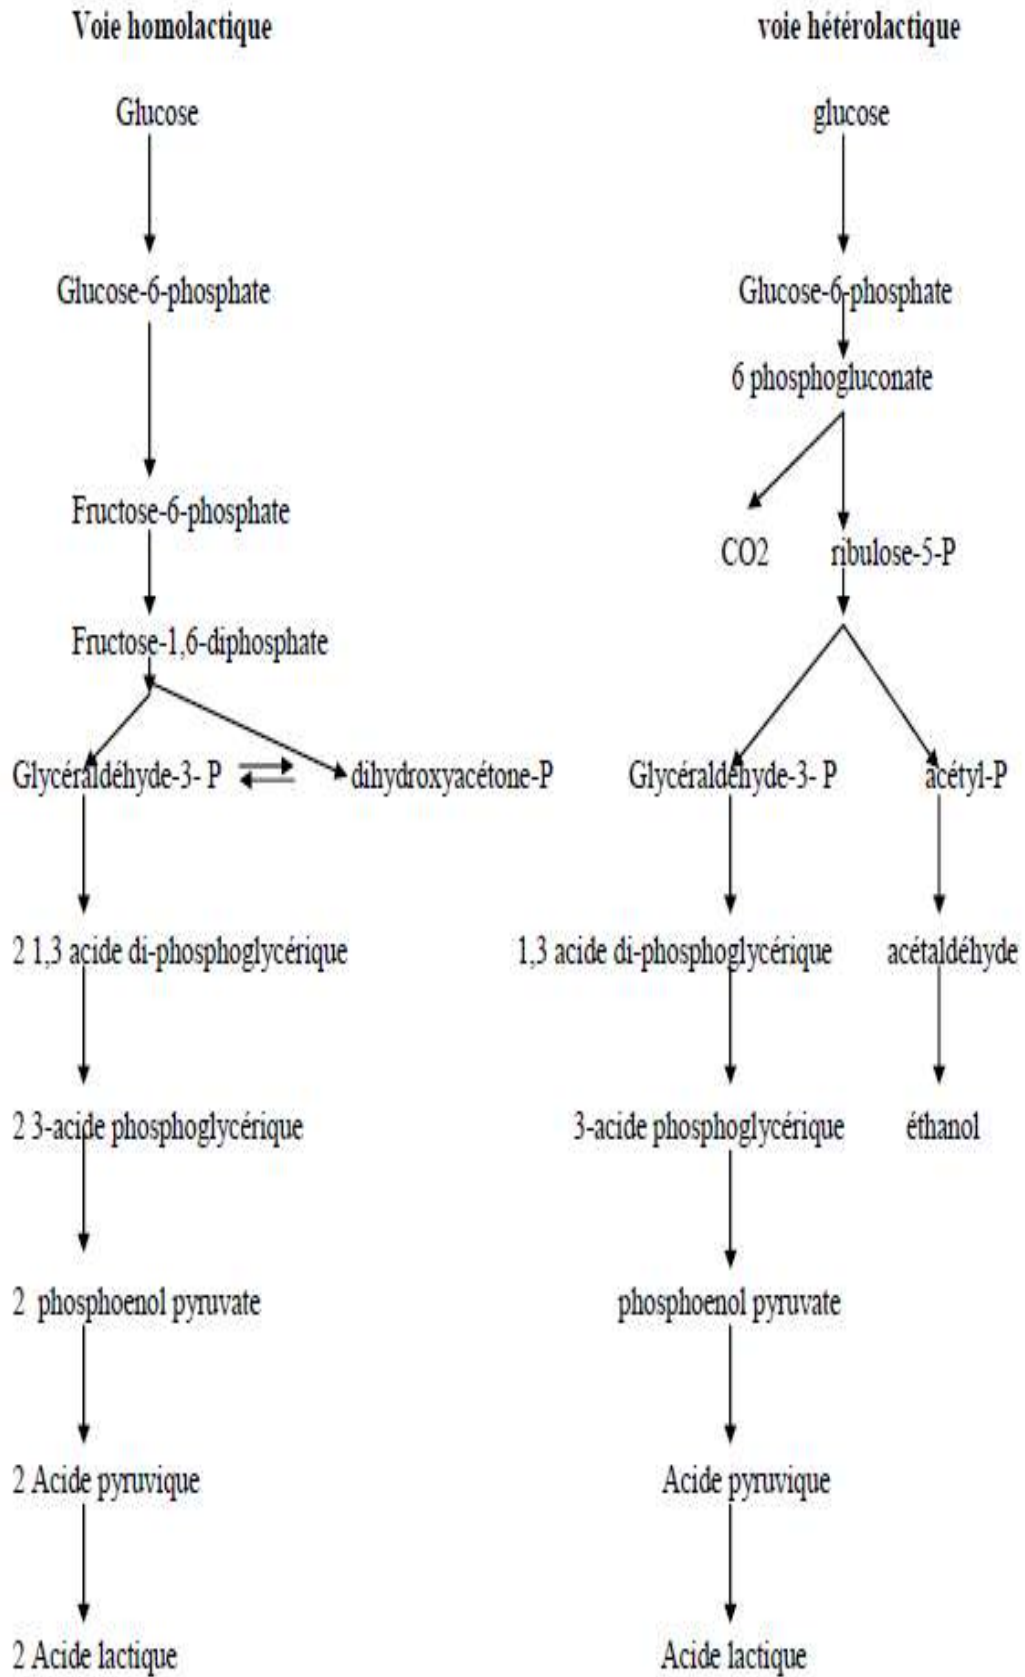 Voie homolactique
Glucose
Glucose-6-phosphate
Fructose-6-phosphate
Fructose-1,6-diphosphate
Glycéraldéhyde-3- P
dihydroxyacétone-P
2 1,3 acide di-phosphoglycérique
2 3-acide phosphoglycérique
2 phosphoenol pyruvate
2 Acide pyruvique
2 Acide lactique
voie hétérolactique
glucose
Glucose-6-phosphate
6 phosphogluconate
CO2
ribulose-5-P
Glycéraldéhyde-3- P
acétyl-P
1,3 acide di-phosphoglycérique
acétaldéhyde
3-acide phosphoglycérique
éthanol
phosphoenol pyruvate
Acide pyruvique
Acide lactique